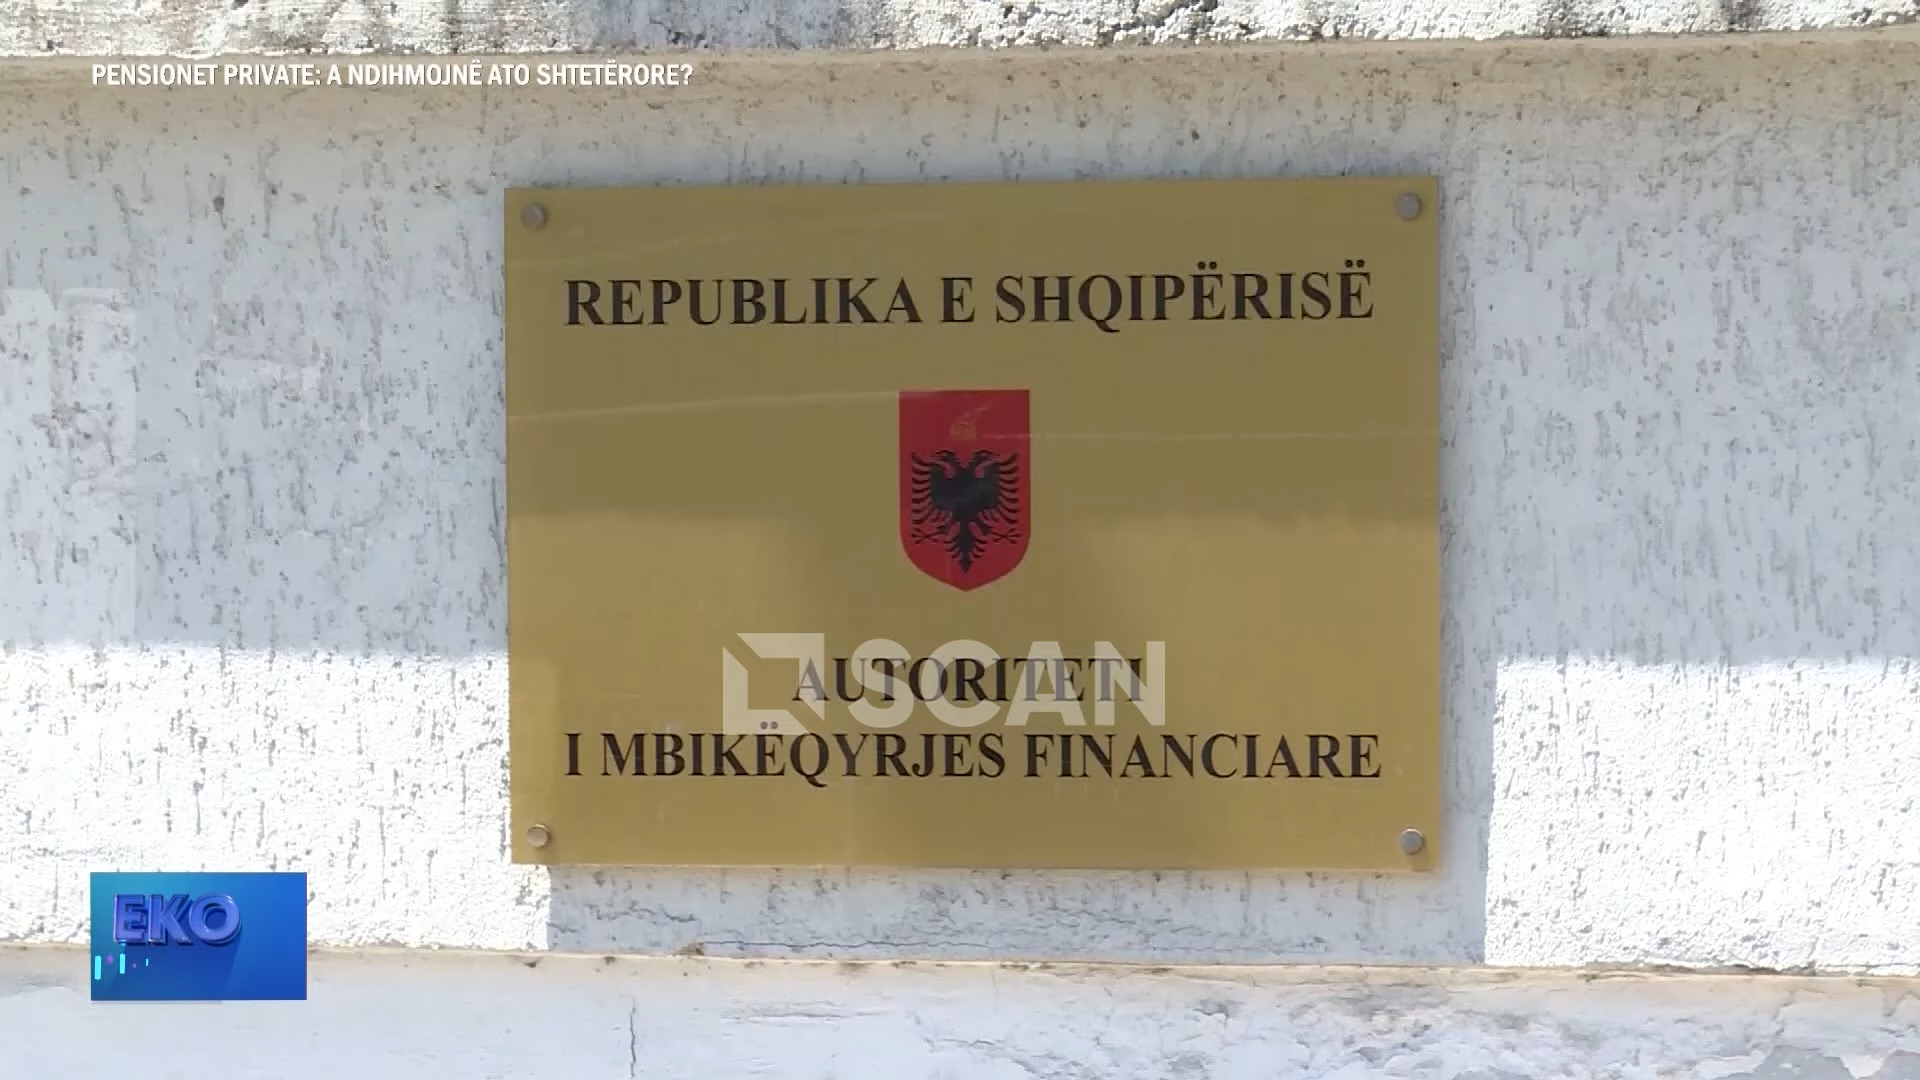 PENSIONET PRIVATE: A NDIHMOJNË ATO SHTETËRORE?
REPUBLIKA E SHQIPËRISË
SCAN
AUTORITETI
I MBIKËQYRJES FINANCIARE
EKO